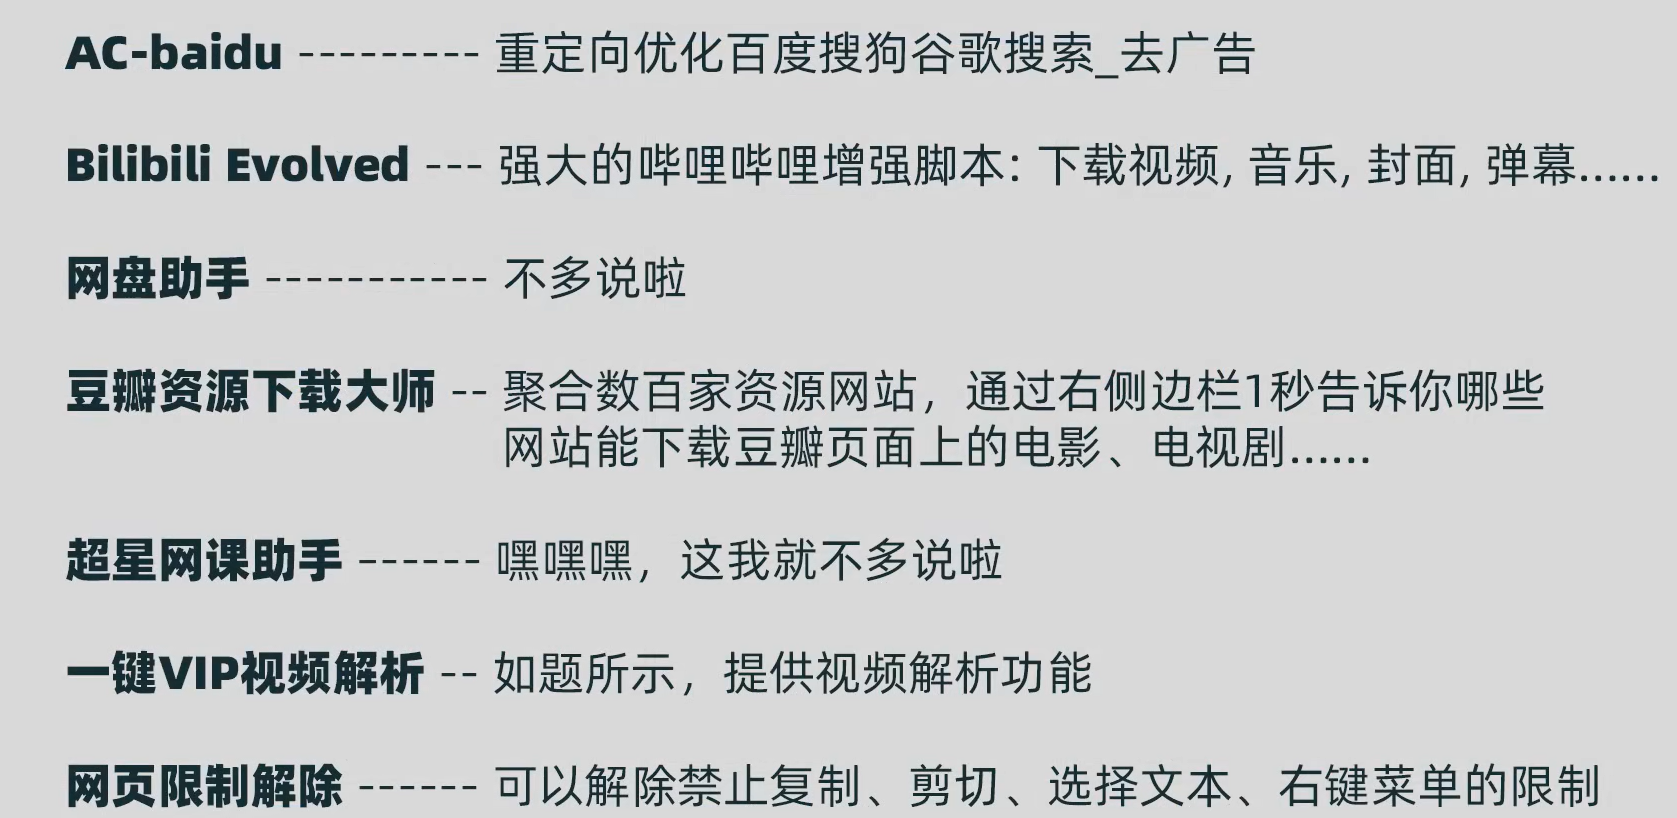 AC-baidu --------- 重定向优化百度搜狗谷歌搜索_去广告
Bilibili Evolved --- 强大的哔哩哔哩增强脚本: 下载视频, 音乐, 封面, 弹幕......
网盘助手 ----------- 不多说啦
豆瓣资源下载大师 -- 聚合数百家资源网站，通过右侧边栏1秒告诉你哪些
网站能下载豆瓣页面上的电影、电视剧......
超星网课助手 ------ 嘿嘿嘿，这我就不多说啦
一键VIP视频解析 -- 如题所示，提供视频解析功能
网页限制解除 ------ 可以解除禁止复制、剪切、选择文本、右键菜单的限制